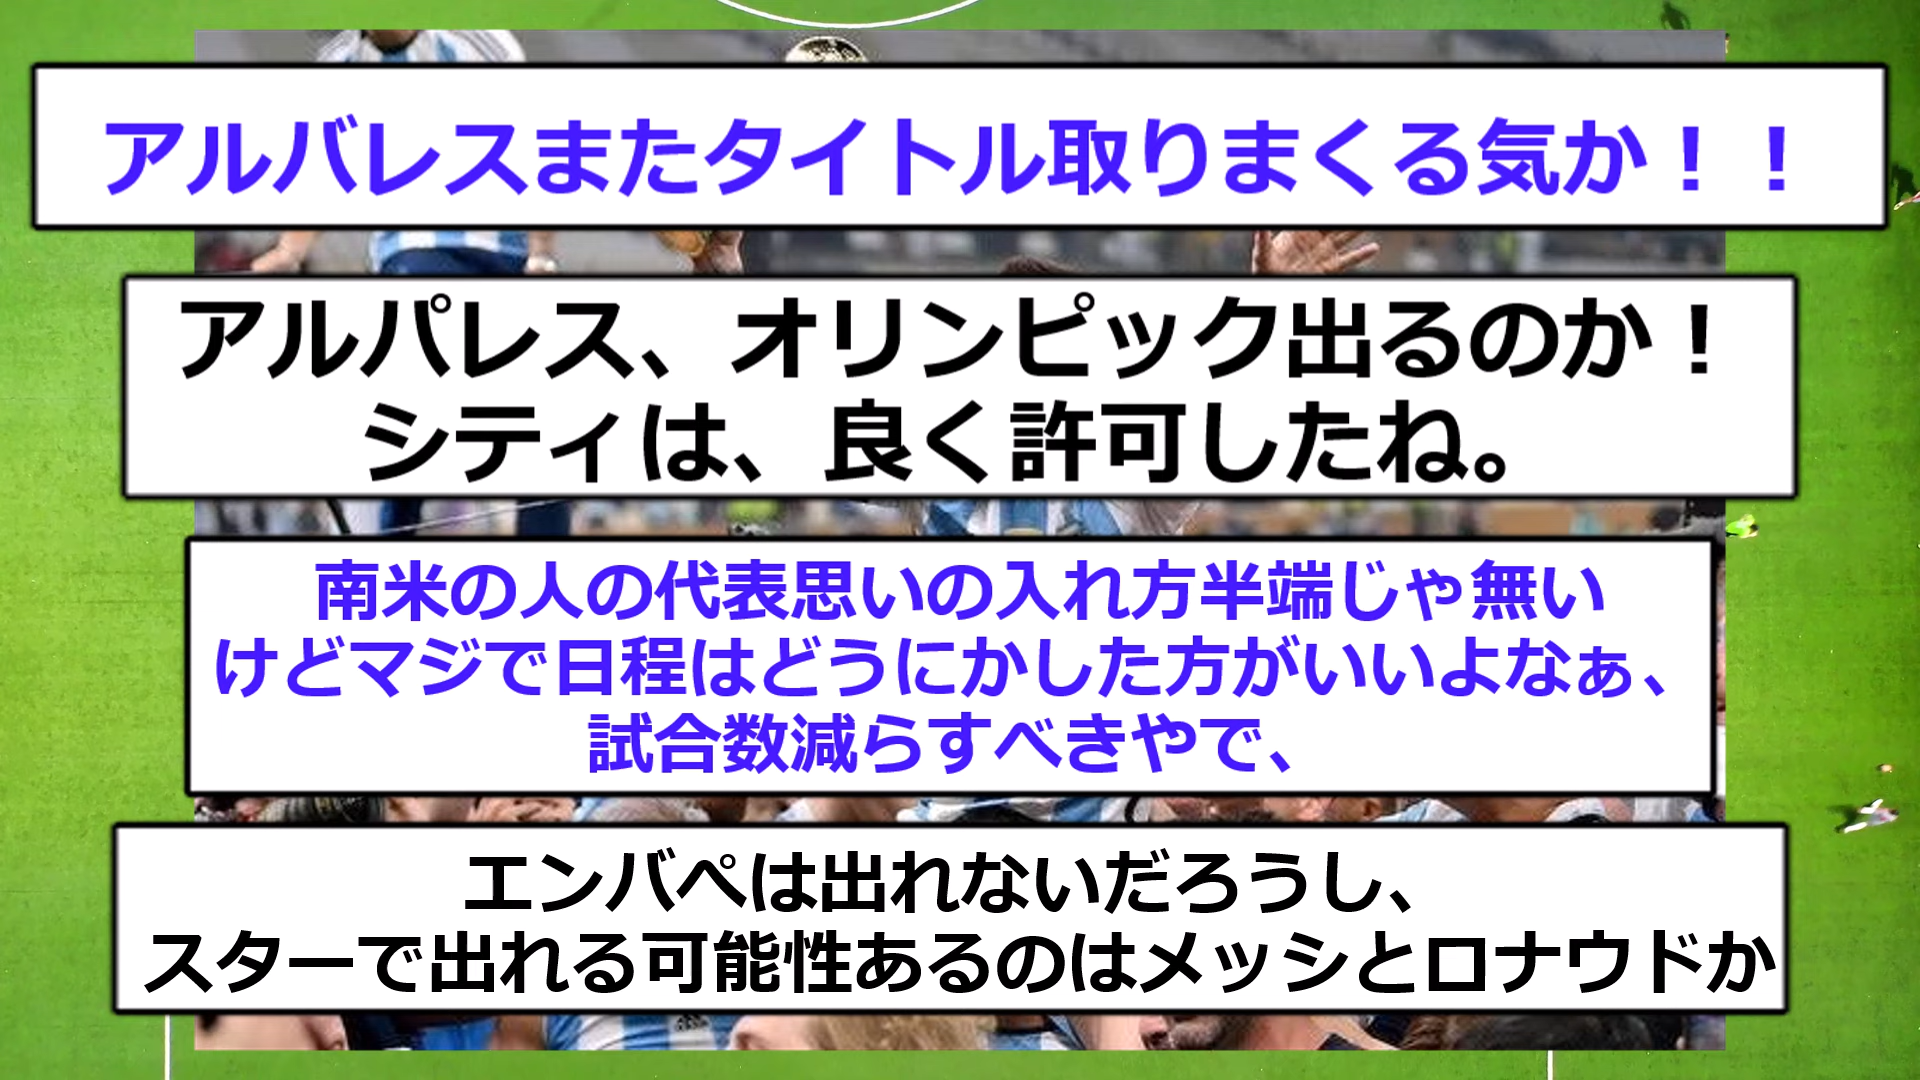 アルバレスまたタイトル取りまくる気か！！
アルパレス、オリンピック出るのか！
シティは、良く許可したね。
南米の人の代表思いの入れ方半端じゃ無い
けどマジで日程はどうにかした方がいいよなぁ、
試合数減らすべきやで、
エンバペは出れないだろうし、
スターで出れる可能性あるのはメッシとロナウドか